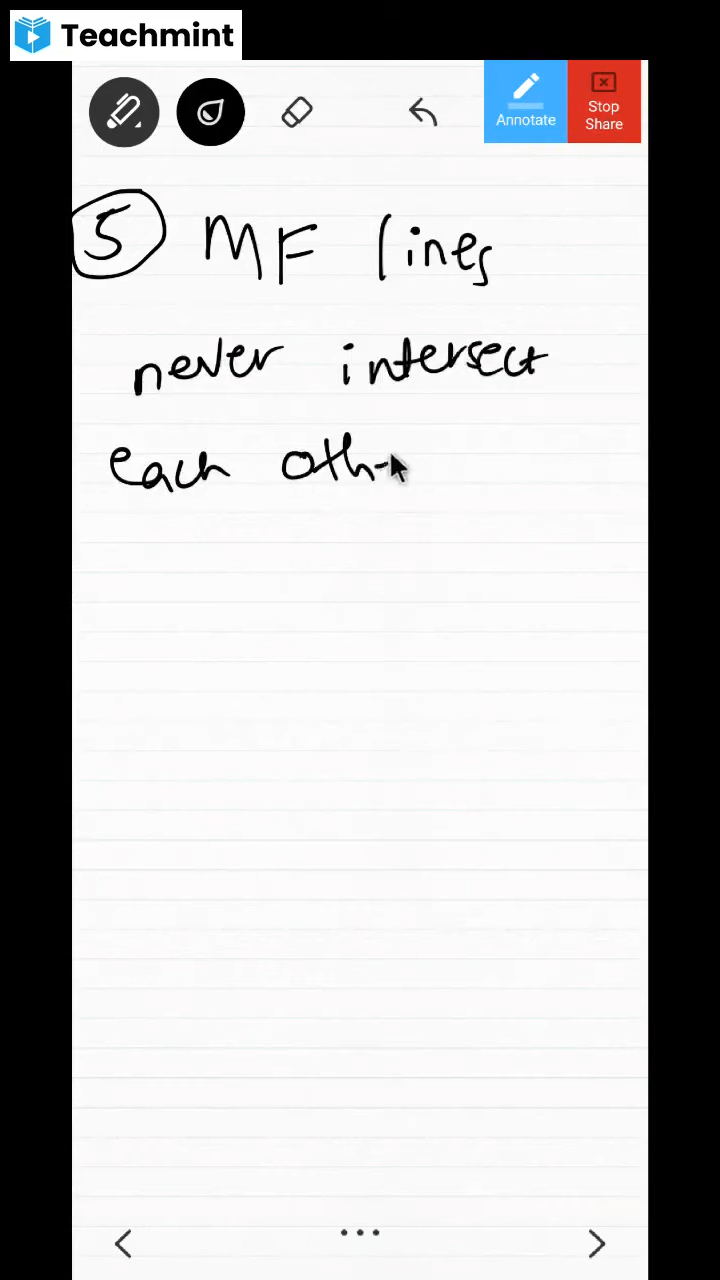 Teachmint
Annotate
Stop
Share
5 MF lines
never intersect
each oth